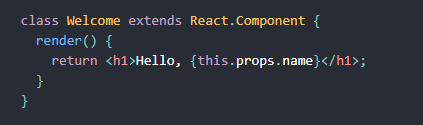 class Welcome extends React.Component {
  render() {
    return <h1>Hello, {this.props.name}</h1>;
  }
}